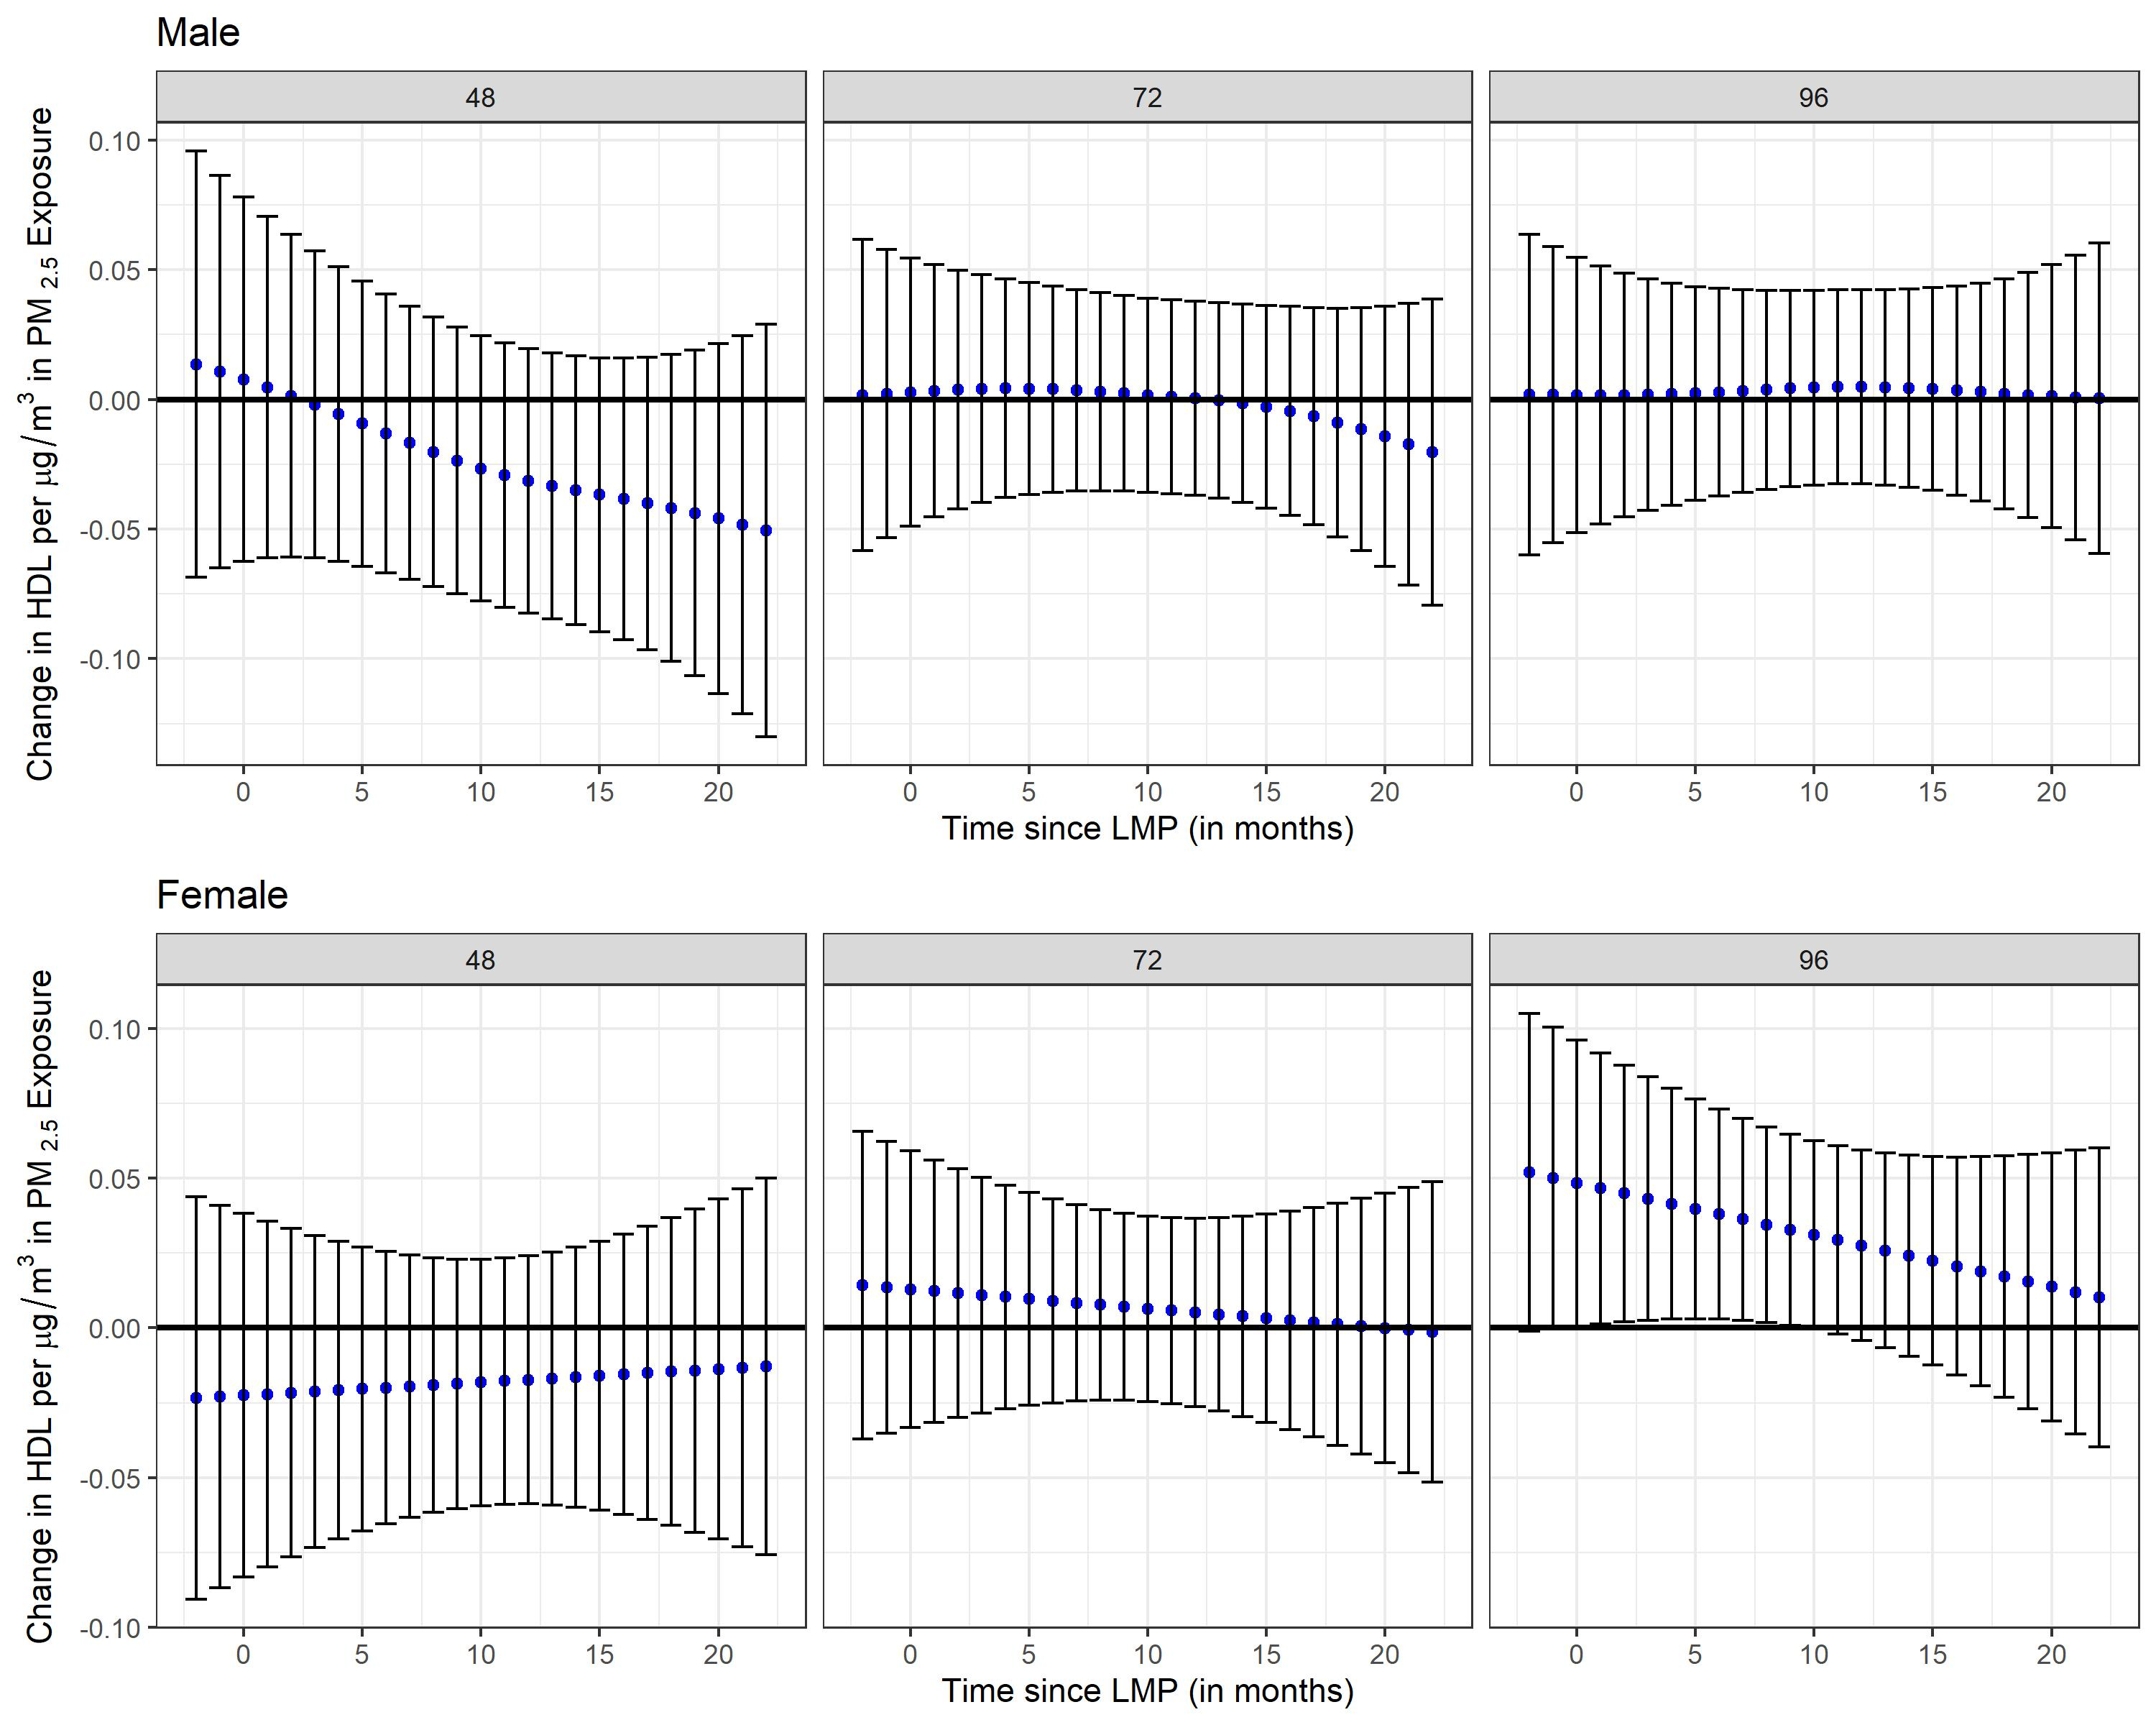 Male
48 72 96
Change in HDL per μg/m3 in PM 2.5 Exposure
0.10
0.05
0.00
-0.05
-0.10
0 5 10 15 20 0 5 10 15 20 0 5 10 15 20
Time since LMP (in months)
Female
48 72 96
Change in HDL per μg/m3 in PM 2.5 Exposure
0.10
0.05
0.00
-0.05
-0.10
0 5 10 15 20 0 5 10 15 20 0 5 10 15 20
Time since LMP (in months)